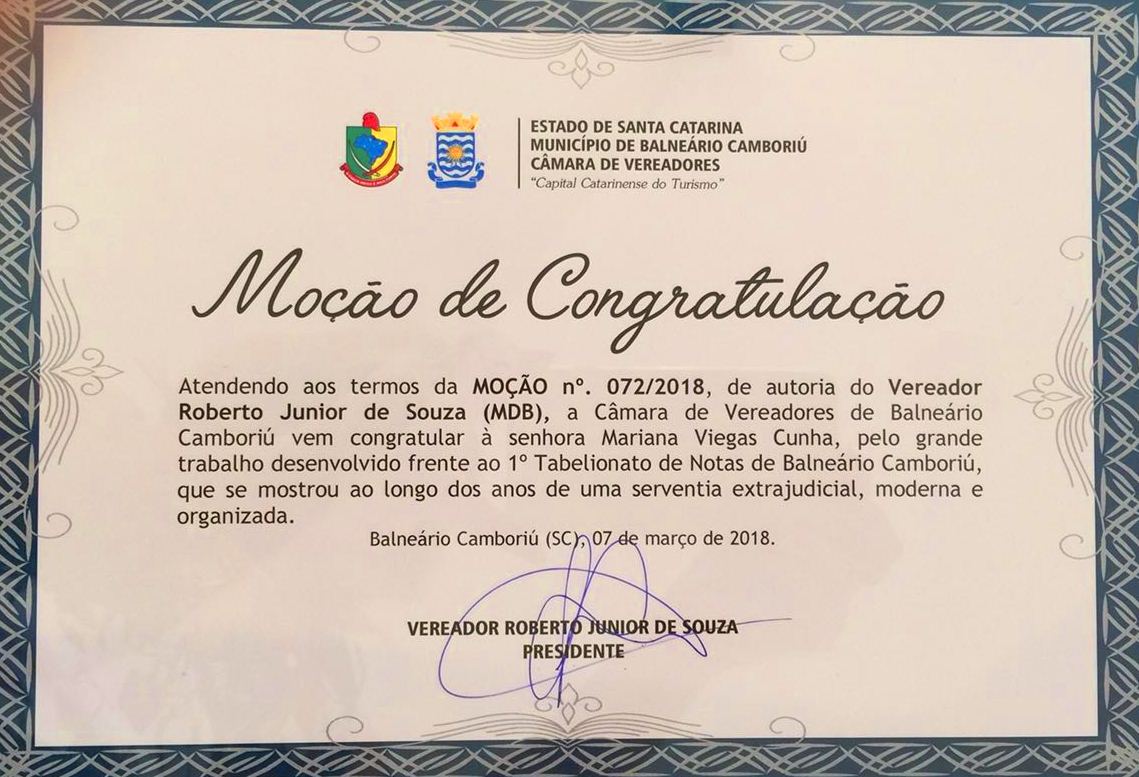 ESTADO DE SANTA CATARINA
MUNICÍPIO DE BALNEÁRIO CAMBORIÚ
CÂMARA DE VEREADORES
“Capital Catarinense do Turismo”
Moção de Congratulação
Atendendo aos termos da MOÇÃO nº. 072/2018, de autoria do Vereador
Roberto Junior de Souza (MDB), a Câmara de Vereadores de Balneário
Camboriú vem congratular à senhora Mariana Viegas Cunha, pelo grande
trabalho desenvolvido frente ao 1º Tabelionato de Notas de Balneário Camboriú,
que se mostrou ao longo dos anos de uma serventia extrajudicial, moderna e
organizada.
Balneário Camboriú (SC), 07 de março de 2018.
VEREADOR ROBERTO JUNIOR DE SOUZA
PRESIDENTE